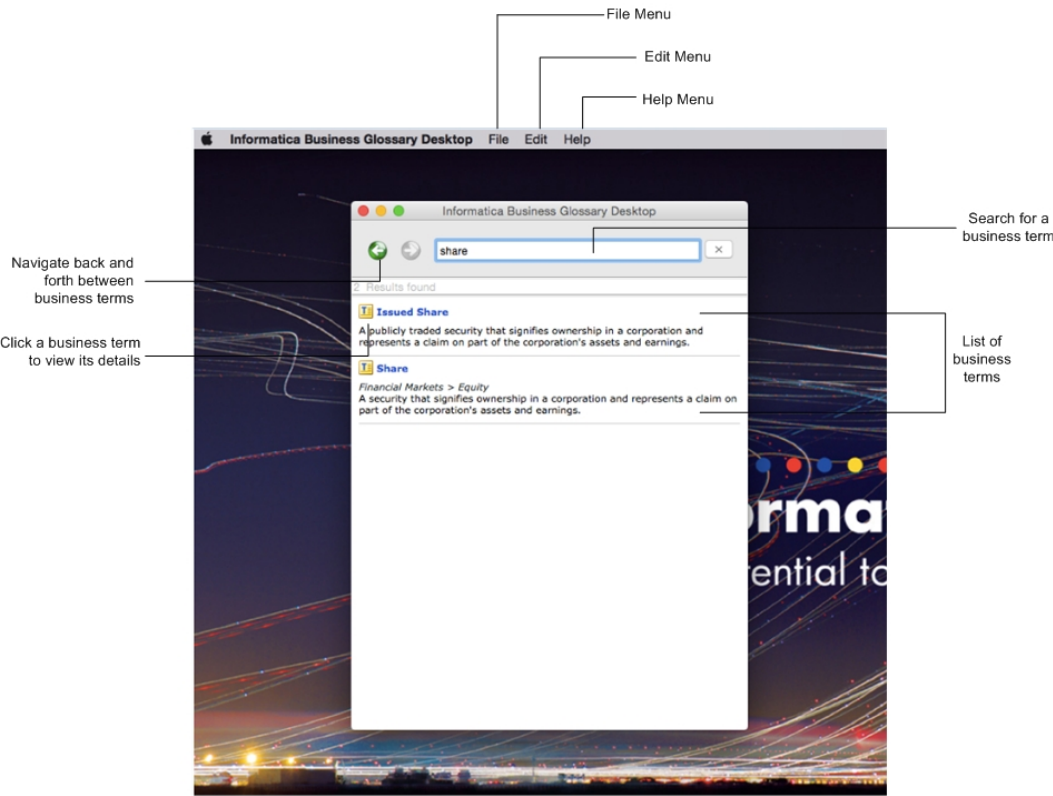 File Menu
Edit Menu
Help Menu
Informatica Business Glossary Desktop File Edit Help
Informatica Business Glossary Desktop
Search for a
business term
share
Navigate back and
forth between
business terms
2 Results found
Issued Share
A publicly traded security that signifies ownership in a corporation and
represents a claim on part of the corporation's assets and earnings.
Click a business term
to view its details
List of
business
terms
Share
Financial Markets > Equity
A security that signifies ownership in a corporation and represents a claim on
part of the corporation's assets and earnings.
rma
ential to